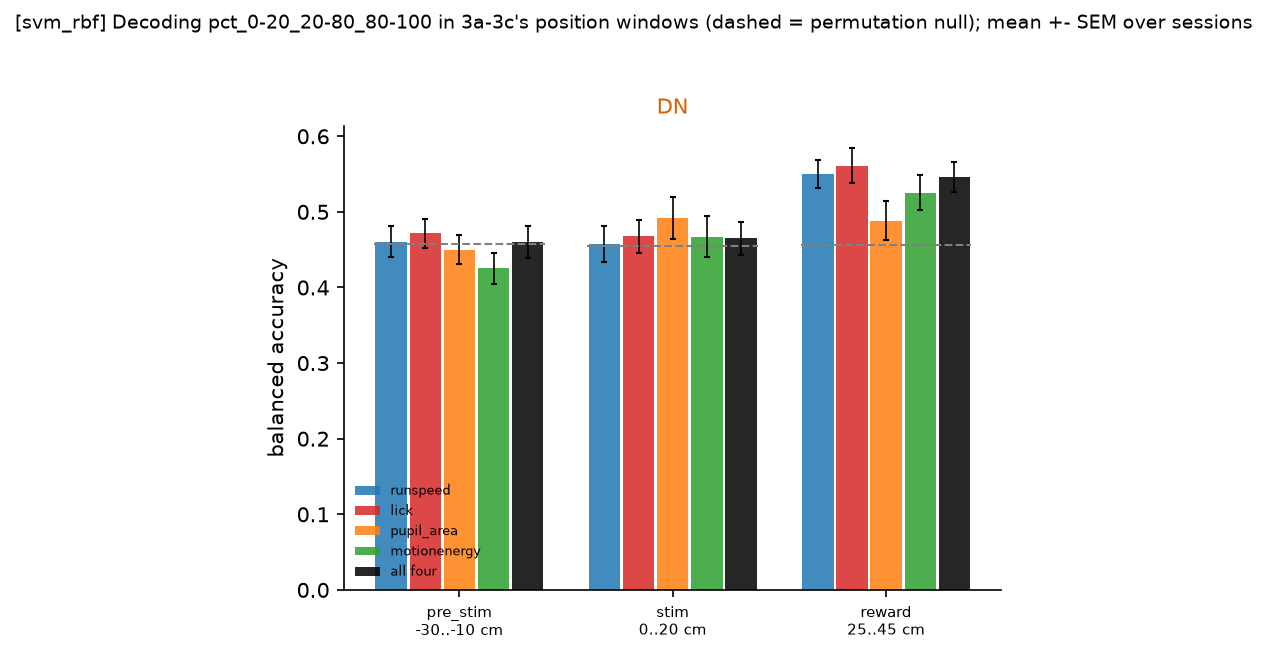 [svm_rbf] Decoding pct_0-20_20-80_80-100 in 3a-3c's position windows (dashed = permutation null); mean +- SEM over sessions
DN
balanced accuracy
0.6
0.5
0.4
0.3
0.2
0.1
0.0
runspeed
lick
pupil_area
motionenergy
all four
pre_stim
-30..-10 cm
stim
0..20 cm
reward
25..45 cm